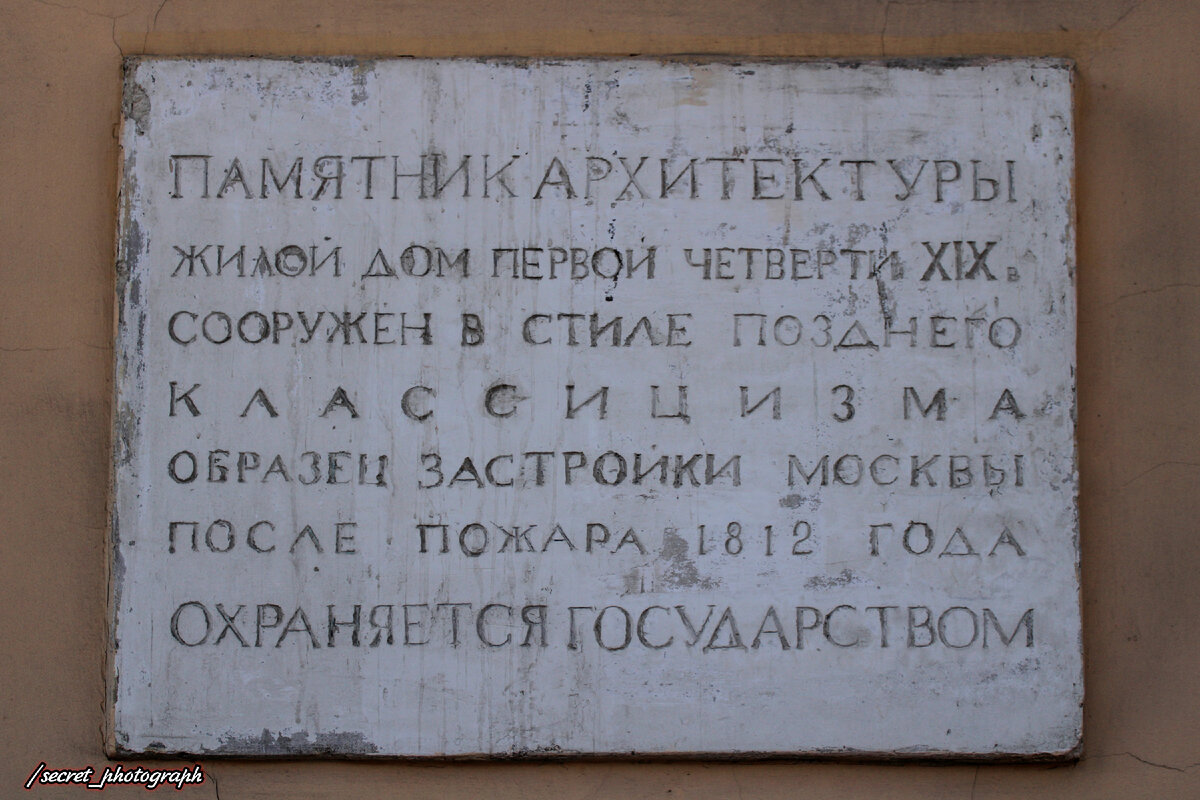 ПАМЯТНИК АРХИТЕКТУРЫ
ЖИЛОЙ ДОМ ПЕРВОЙ ЧЕТВЕРТИ XIX в
СООРУЖЕН В СТИЛЕ ПОЗДНЕГО
КЛАССИЦИЗМА
ОБРАЗЕЦ ЗАСТРОЙКИ МОСКВЫ
ПОСЛЕ ПОЖАРА 1812 ГОДА
ОХРАНЯЕТСЯ ГОСУДАРСТВОМ
/secret_photograph